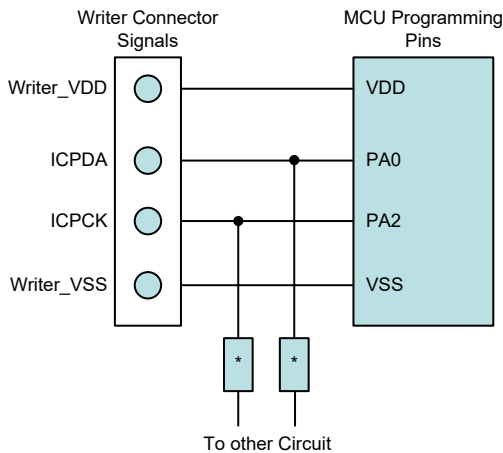 Writer Connector
Signals
MCU Programming
Pins
Writer_VDD
VDD
ICPDA
PA0
ICPCK
PA2
Writer_VSS
VSS
*
*
To other Circuit